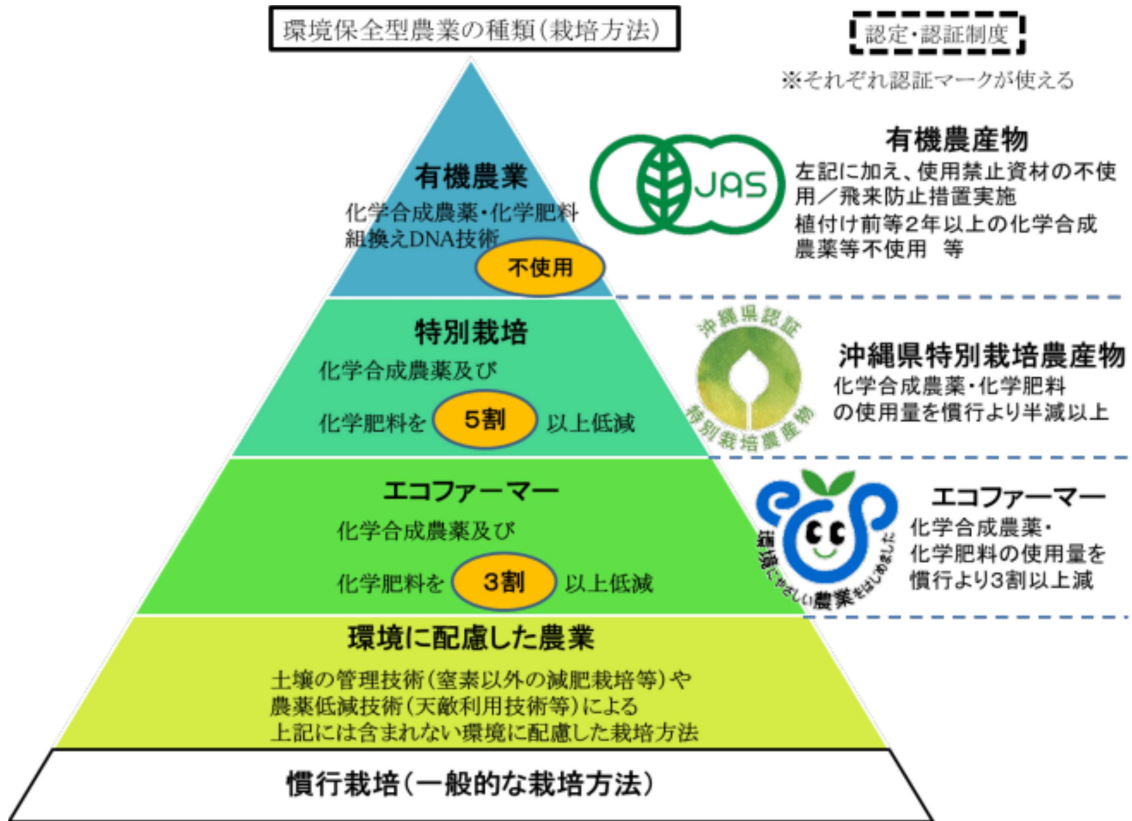 環境保全型農業の種類(栽培方法)
認定・認証制度
※それぞれ認証マークが使える
有機農業
化学合成農薬・化学肥料
組換えDNA技術
不使用
JAS
有機農産物
左記に加え、使用禁止資材の不使
用/飛来防止措置実施
植付け前等2年以上の化学合成
農薬等不使用 等
特別栽培
化学合成農薬及び
化学肥料を 5割 以上低減
沖縄県認証
特別栽培農産物
沖縄県特別栽培農産物
化学合成農薬・化学肥料
の使用量を慣行より半減以上
エコファーマー
化学合成農薬及び
化学肥料を 3割 以上低減
環境にやさしい農業をはじめました
エコファーマー
化学合成農薬・
化学肥料の使用量を
慣行より3割以上減
環境に配慮した農業
土壌の管理技術(窒素以外の減肥栽培等)や
農薬低減技術(天敵利用技術等)による
上記には含まれない環境に配慮した栽培方法
慣行栽培(一般的な栽培方法)